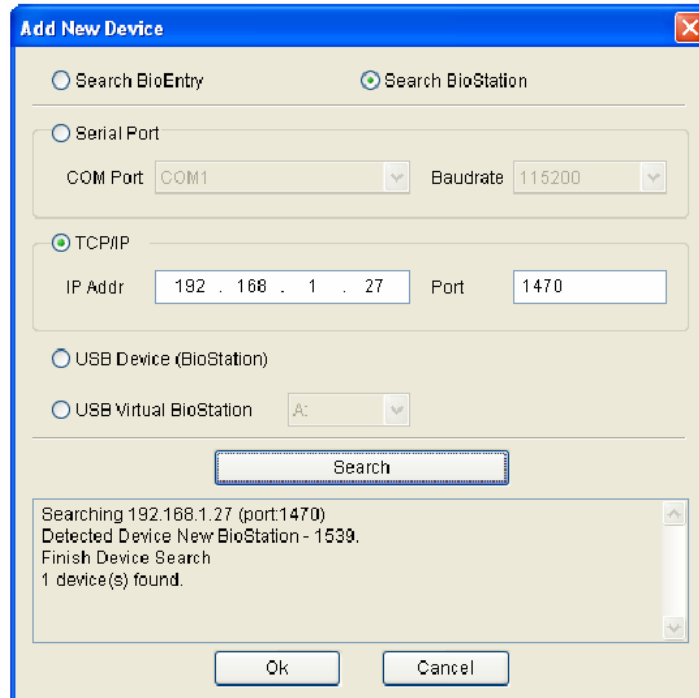 Add New Device
Search BioEntry Search BioStation
Serial Port
COM Port COM1 Baudrate 115200
TCP/IP
IP Addr 192 . 168 . 1 . 27 Port 1470
USB Device (BioStation)
USB Virtual BioStation A:
Search
Searching 192.168.1.27 (port:1470)
Detected Device New BioStation - 1539.
Finish Device Search
1 device(s) found.
Ok Cancel